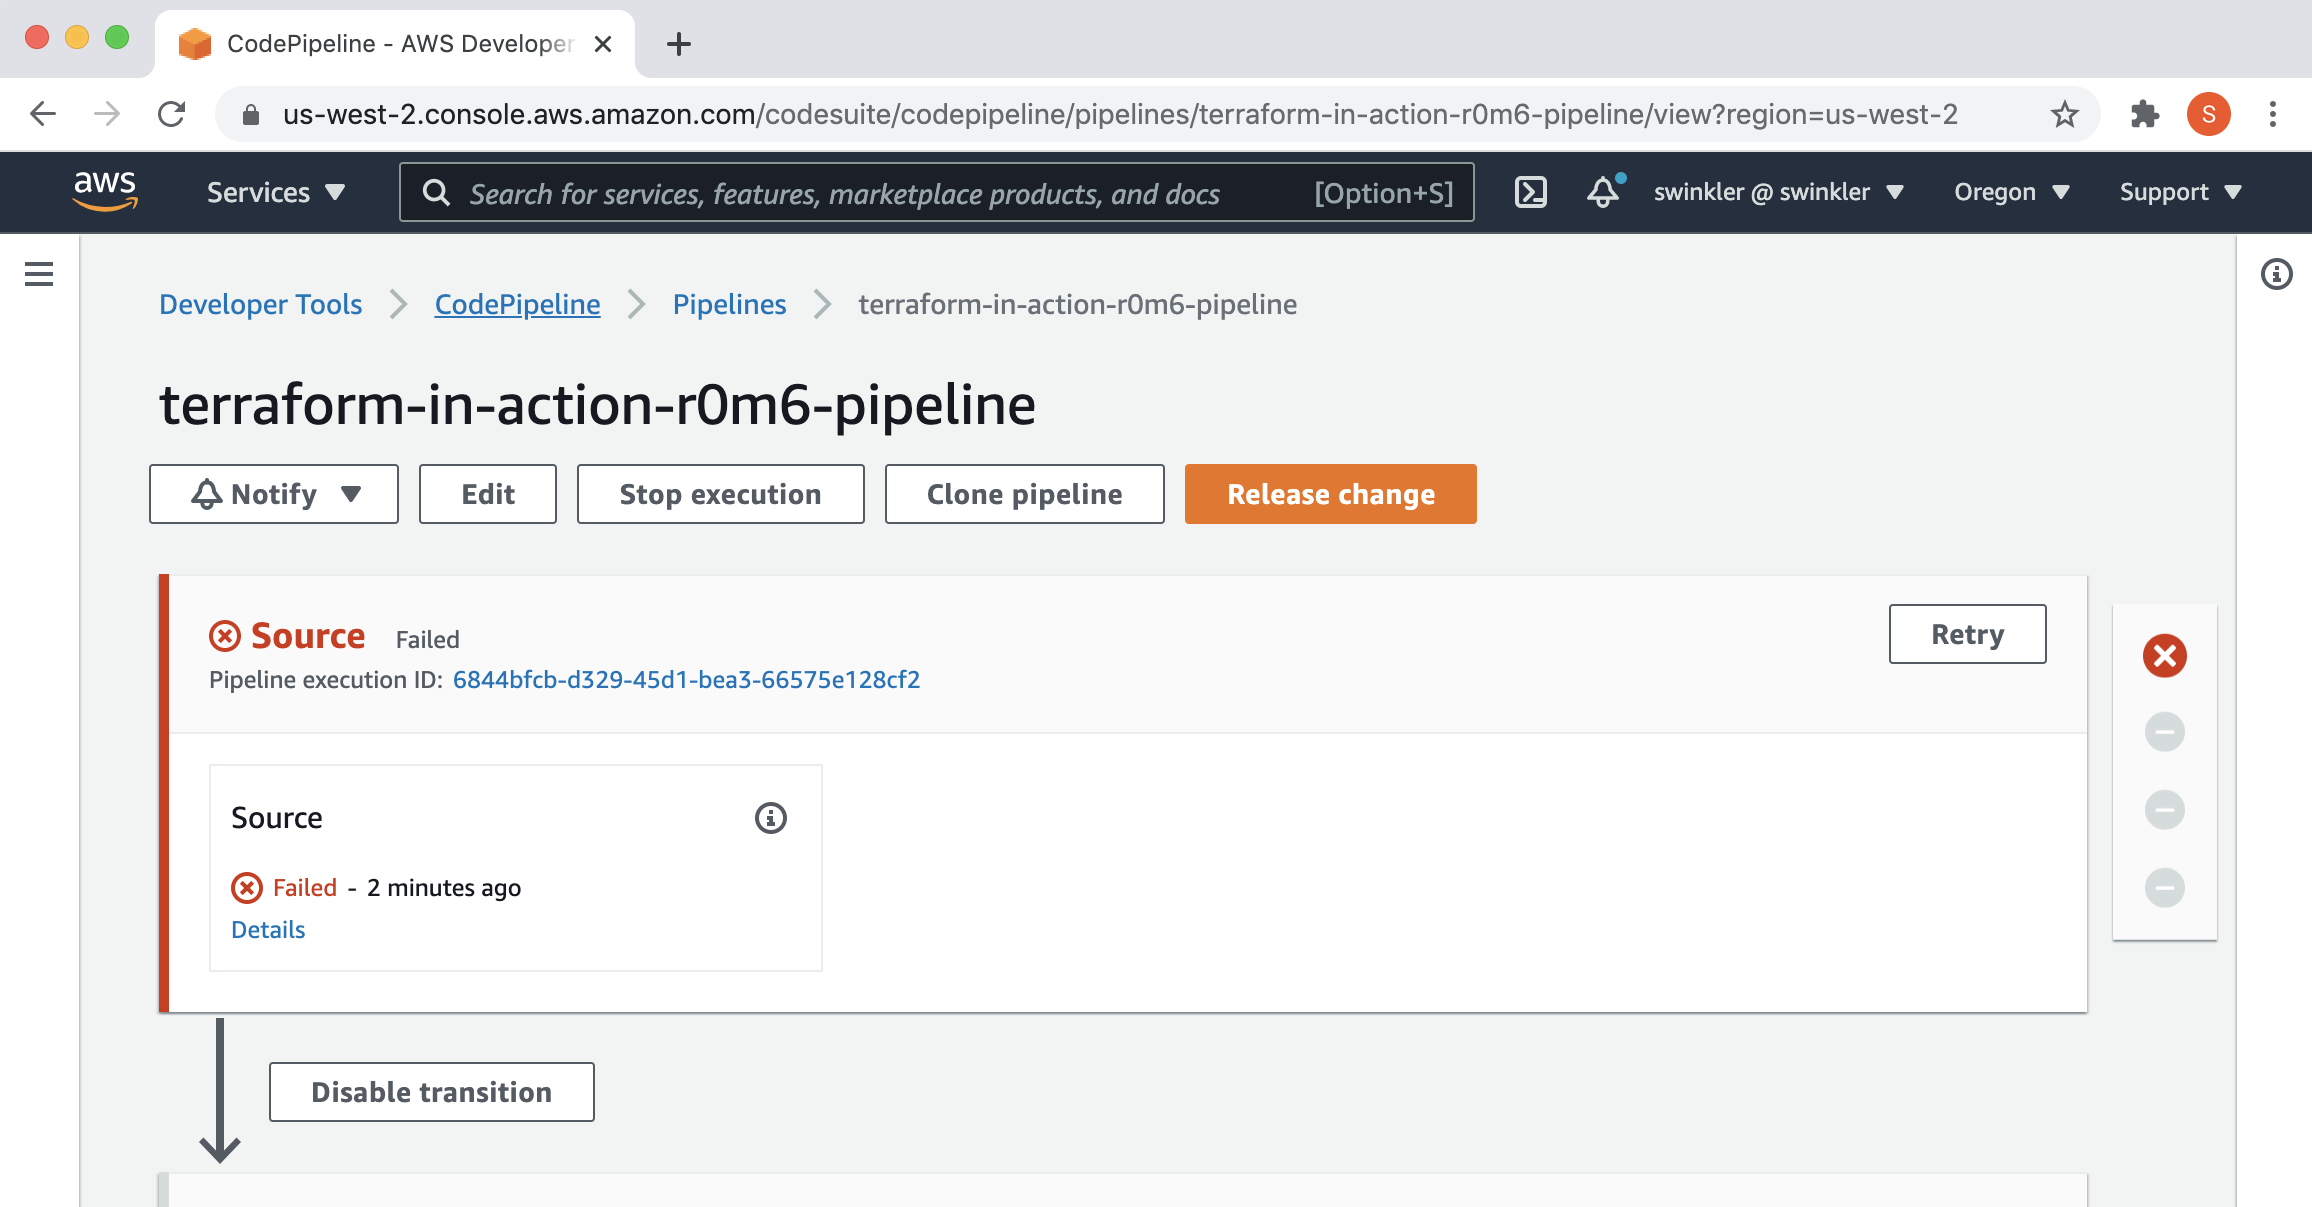 CodePipeline - AWS Developer
us-west-2.console.aws.amazon.com/codesuite/codepipeline/pipelines/terraform-in-action-r0m6-pipeline/view?region=us-west-2
S
aws
Services
Search for services, features, marketplace products, and docs
[Option+S]
swinkler @ swinkler
Oregon
Support
Developer Tools
CodePipeline
Pipelines
terraform-in-action-r0m6-pipeline
terraform-in-action-r0m6-pipeline
Notify
Edit
Stop execution
Clone pipeline
Release change
Source Failed
Retry
Pipeline execution ID: 6844bfcb-d329-45d1-bea3-66575e128cf2
Source
Failed - 2 minutes ago
Details
Disable transition